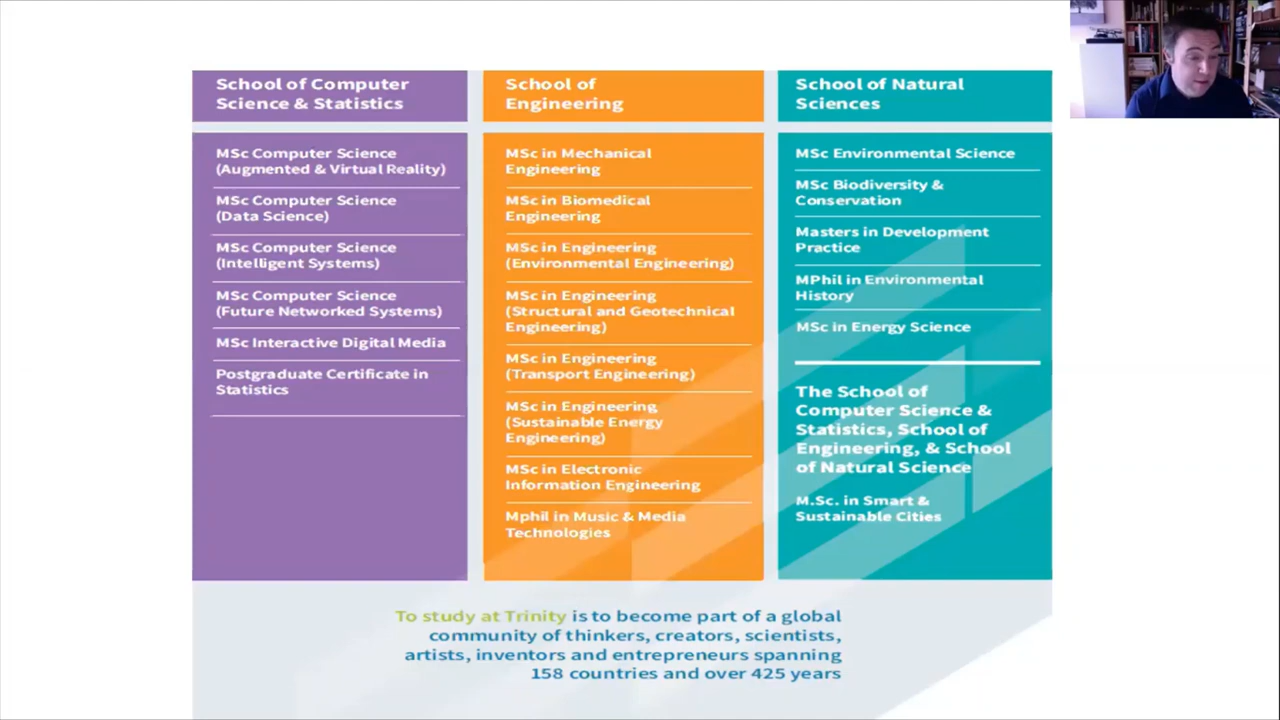 School of Computer
Science & Statistics
MSc Computer Science
(Augmented & Virtual Reality)
MSc Computer Science
(Data Science)
MSc Computer Science
(Intelligent Systems)
MSc Computer Science
(Future Networked Systems)
MSc Interactive Digital Media
Postgraduate Certificate in
Statistics
School of
Engineering
MSc in Mechanical
Engineering
MSc in Biomedical
Engineering
MSc in Engineering
(Environmental Engineering)
MSc in Engineering
(Structural and Geotechnical
Engineering)
MSc in Engineering
(Transport Engineering)
MSc in Engineering
(Sustainable Energy
Engineering)
MSc in Electronic
Information Engineering
Mphil in Music & Media
Technologies
School of Natural
Sciences
MSc Environmental Science
MSc Biodiversity &
Conservation
Masters in Development
Practice
MPhil in Environmental
History
MSc in Energy Science
The School of
Computer Science &
Statistics, School of
Engineering, & School
of Natural Science
M.Sc. in Smart &
Sustainable Cities
To study at Trinity is to become part of a global
community of thinkers, creators, scientists,
artists, inventors and entrepreneurs spanning
158 countries and over 425 years